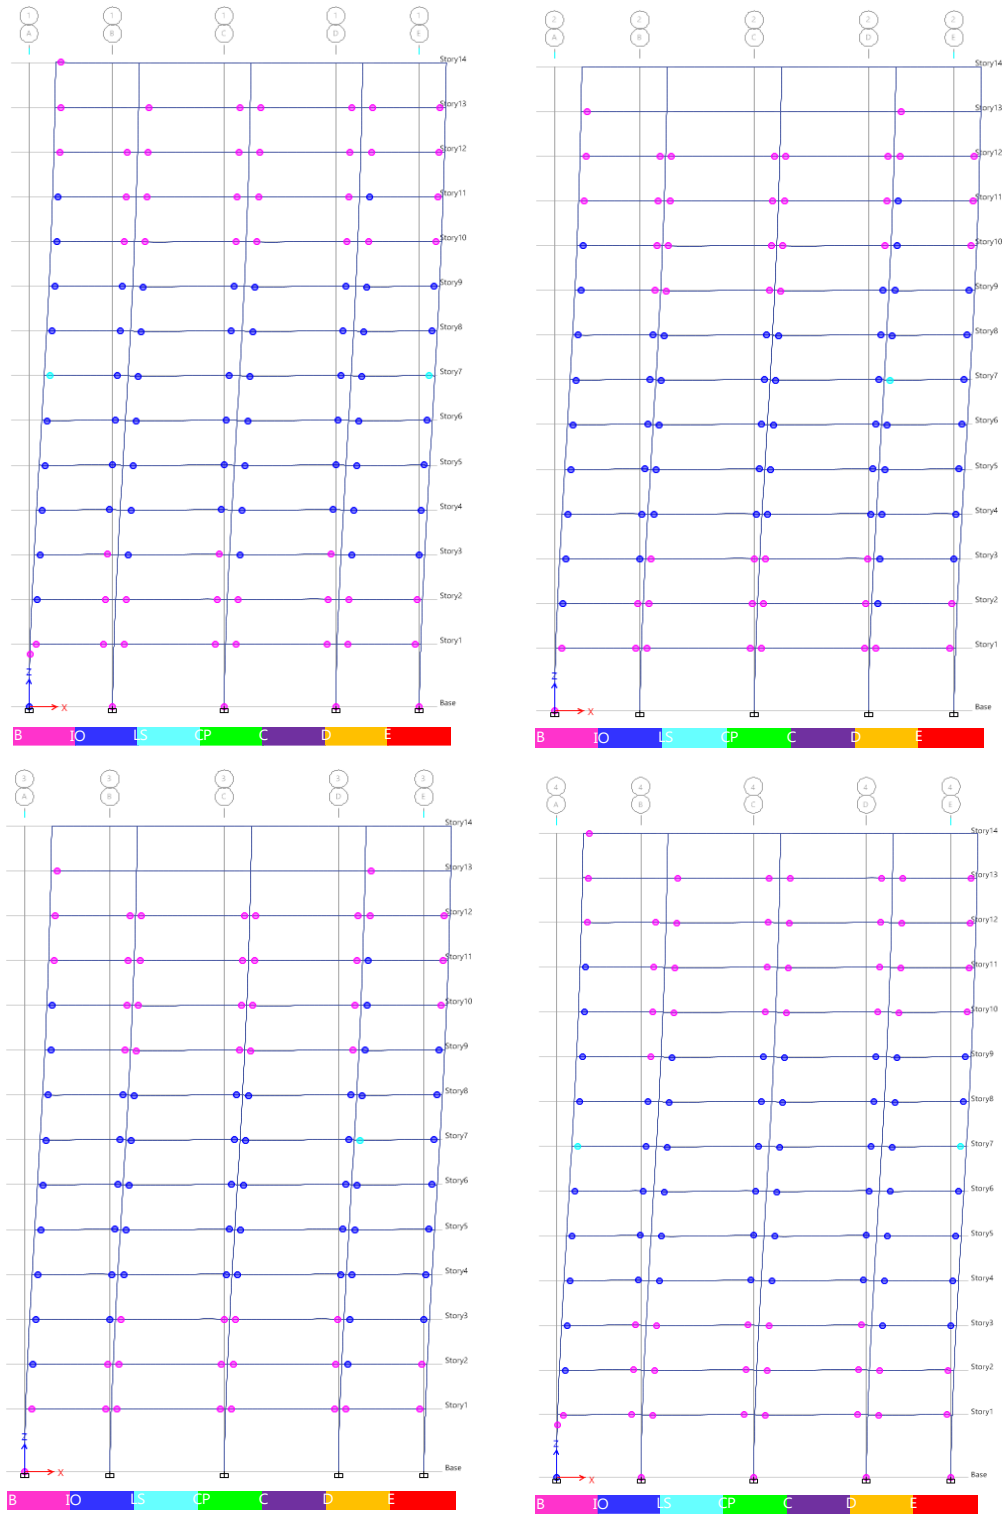 1 1 1 1 1
A B C D E
Story14
Story13
Story12
Story11
Story10
Story9
Story8
Story7
Story6
Story5
Story4
Story3
Story2
Story1
Z
Base
X
B IO LS CP C D E
2 2 2 2 2
A B C D E
Story14
Story13
Story12
Story11
Story10
Story9
Story8
Story7
Story6
Story5
Story4
Story3
Story2
Story1
Z
Base
X
B IO LS CP C D E
3 3 3 3 3
A B C D E
Story14
Story13
Story12
Story11
Story10
Story9
Story8
Story7
Story6
Story5
Story4
Story3
Story2
Story1
Z
Base
X
B IO LS CP C D E
4 4 4 4 4
A B C D E
Story14
Story13
Story12
Story11
Story10
Story9
Story8
Story7
Story6
Story5
Story4
Story3
Story2
Story1
Z
Base
X
B IO LS CP C D E